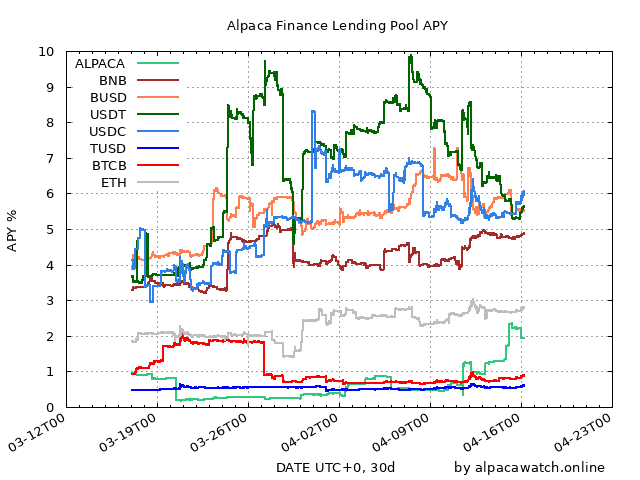 Alpaca Finance Lending Pool APY
10
9
8
7
6
5
4
3
2
1
0
APY %
ALPACA
BNB
BUSD
USDT
USDC
TUSD
BTCB
ETH
03-12T00
03-19T00
03-26T00
04-02T00
04-09T00
04-16T00
04-23T00
DATE UTC+0, 30d
by alpacawatch.online